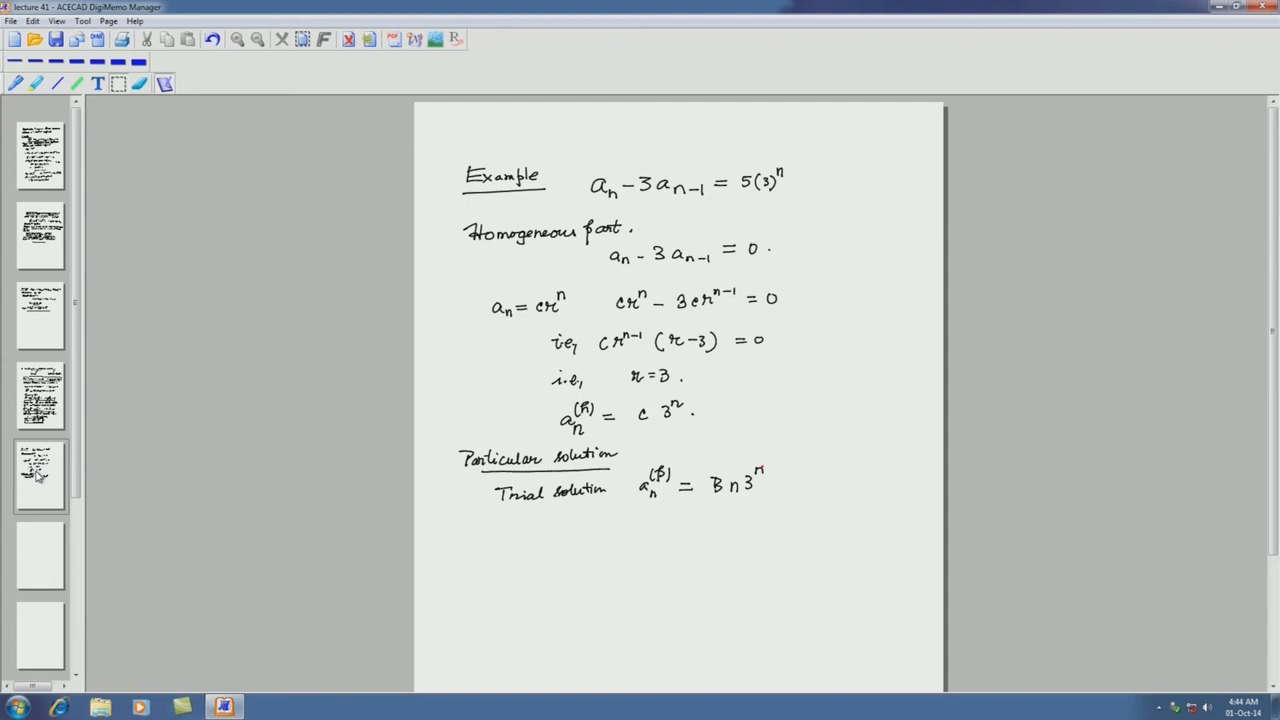 lecture 41 - ACECAD DigiMemo Manager
File Edit View Tool Page Help
Example aₙ − 3aₙ₋₁ = 5(3)ⁿ
Homogeneous part.
aₙ − 3aₙ₋₁ = 0.
aₙ = crⁿ crⁿ − 3crⁿ⁻¹ = 0
i.e, crⁿ⁻¹ (r−3) = 0
i.e, r = 3.
aₙ⁽ʰ⁾ = c 3ⁿ.
Particular solution
Trial solution aₙ⁽ᵖ⁾ = B n 3ⁿ
4:44 AM
01-Oct-14